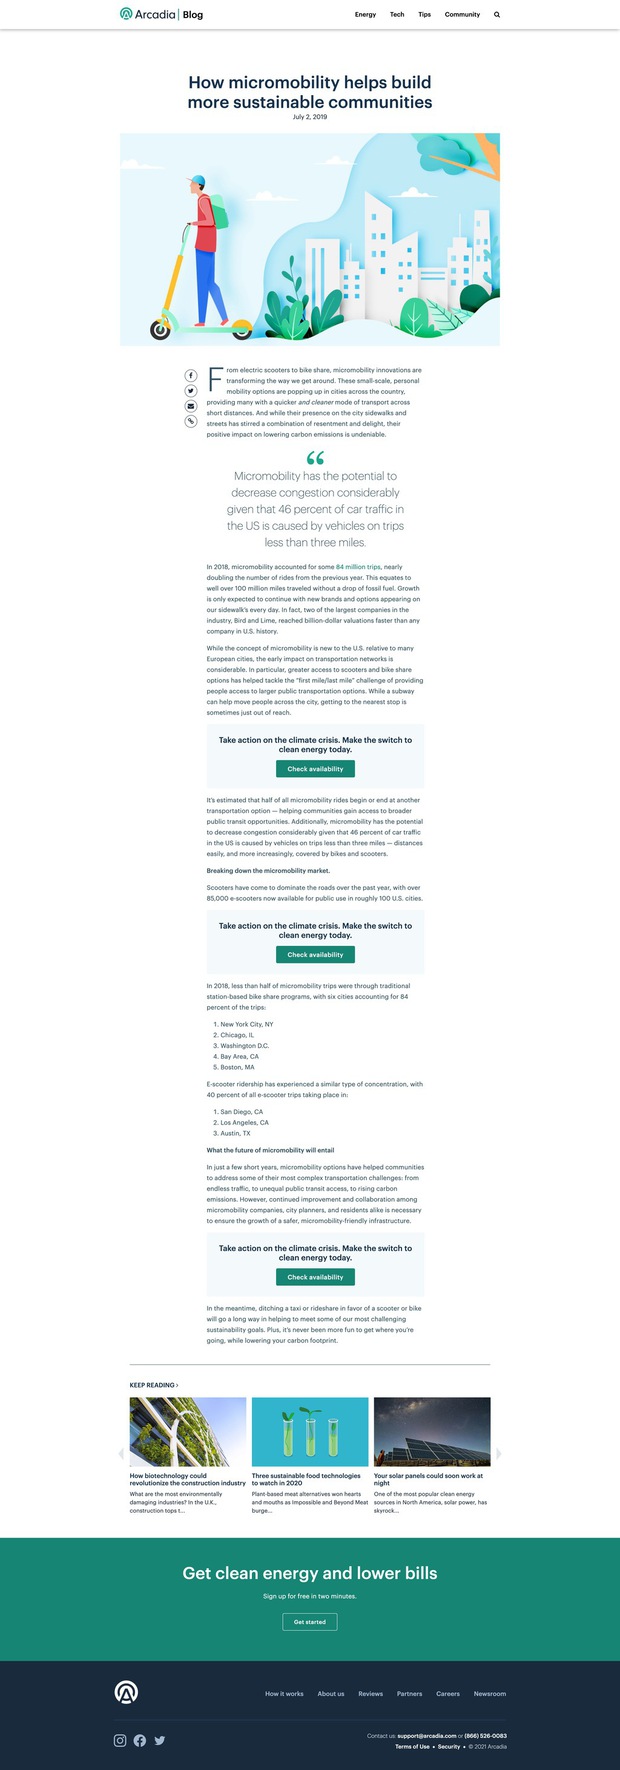 Arcadia | Blog
Energy Tech Tips Community
How micromobility helps build
more sustainable communities
July 2, 2019
From electric scooters to bike share, micromobility innovations are
transforming the way we get around. These small-scale, personal
mobility options are popping up in cities across the country,
providing many with a quicker and cleaner mode of transport across
short distances. And while their presence on the city sidewalks and
streets has stirred a combination of resentment and delight, their
positive impact on lowering carbon emissions is undeniable.
“
Micromobility has the potential to
decrease congestion considerably
given that 46 percent of car traffic in
the US is caused by vehicles on trips
less than three miles.
In 2018, micromobility accounted for some 84 million trips, nearly
doubling the number of rides from the previous year. This equates to
well over 100 million miles traveled without a drop of fossil fuel. Growth
is only expected to continue with new brands and options appearing on
our sidewalk's every day. In fact, two of the largest companies in the
industry, Bird and Lime, reached billion-dollar valuations faster than any
company in U.S. history.
While the concept of micromobility is new to the U.S. relative to many
European cities, the early impact on transportation networks is
considerable. In particular, greater access to scooters and bike share
options has helped tackle the "first mile/last mile" challenge of providing
people access to larger public transportation options. While a subway
can help move people across the city, getting to the nearest stop is
sometimes just out of reach.
Take action on the climate crisis. Make the switch to
clean energy today.
Check availability
It's estimated that half of all micromobility rides begin or end at another
transportation option — helping communities gain access to broader
public transit opportunities. Additionally, micromobility has the potential
to decrease congestion considerably given that 46 percent of car traffic
in the US is caused by vehicles on trips less than three miles — distances
easily, and more increasingly, covered by bikes and scooters.
Breaking down the micromobility market.
Scooters have come to dominate the roads over the past year, with over
85,000 e-scooters now available for public use in roughly 100 U.S. cities.
Take action on the climate crisis. Make the switch to
clean energy today.
Check availability
In 2018, less than half of micromobility trips were through traditional
station-based bike share programs, with six cities accounting for 84
percent of the trips:
1. New York City, NY
2. Chicago, IL
3. Washington D.C.
4. Bay Area, CA
5. Boston, MA
E-scooter ridership has experienced a similar type of concentration, with
40 percent of all e-scooter trips taking place in:
1. San Diego, CA
2. Los Angeles, CA
3. Austin, TX
What the future of micromobility will entail
In just a few short years, micromobility options have helped communities
to address some of their most complex transportation challenges: from
endless traffic, to unequal public transit access, to rising carbon
emissions. However, continued improvement and collaboration among
micromobility companies, city planners, and residents alike is necessary
to ensure the growth of a safer, micromobility-friendly infrastructure.
Take action on the climate crisis. Make the switch to
clean energy today.
Check availability
In the meantime, ditching a taxi or rideshare in favor of a scooter or bike
will go a long way in helping to meet some of our most challenging
sustainability goals. Plus, it's never been more fun to get where you're
going, while lowering your carbon footprint.
KEEP READING ›
How biotechnology could
revolutionize the construction industry
What are the most environmentally
damaging industries? In the U.K.,
construction tops t...
Three sustainable food technologies
to watch in 2020
Plant-based meat alternatives won hearts
and mouths as Impossible and Beyond Meat
burge...
Your solar panels could soon work at
night
One of the most popular clean energy
sources in North America, solar power, has
skyrock...
Get clean energy and lower bills
Sign up for free in two minutes.
Get started
How it works About us Reviews Partners Careers Newsroom
Contact us: support@arcadia.com or (866) 526-0083
Terms of Use • Security • © 2021 Arcadia